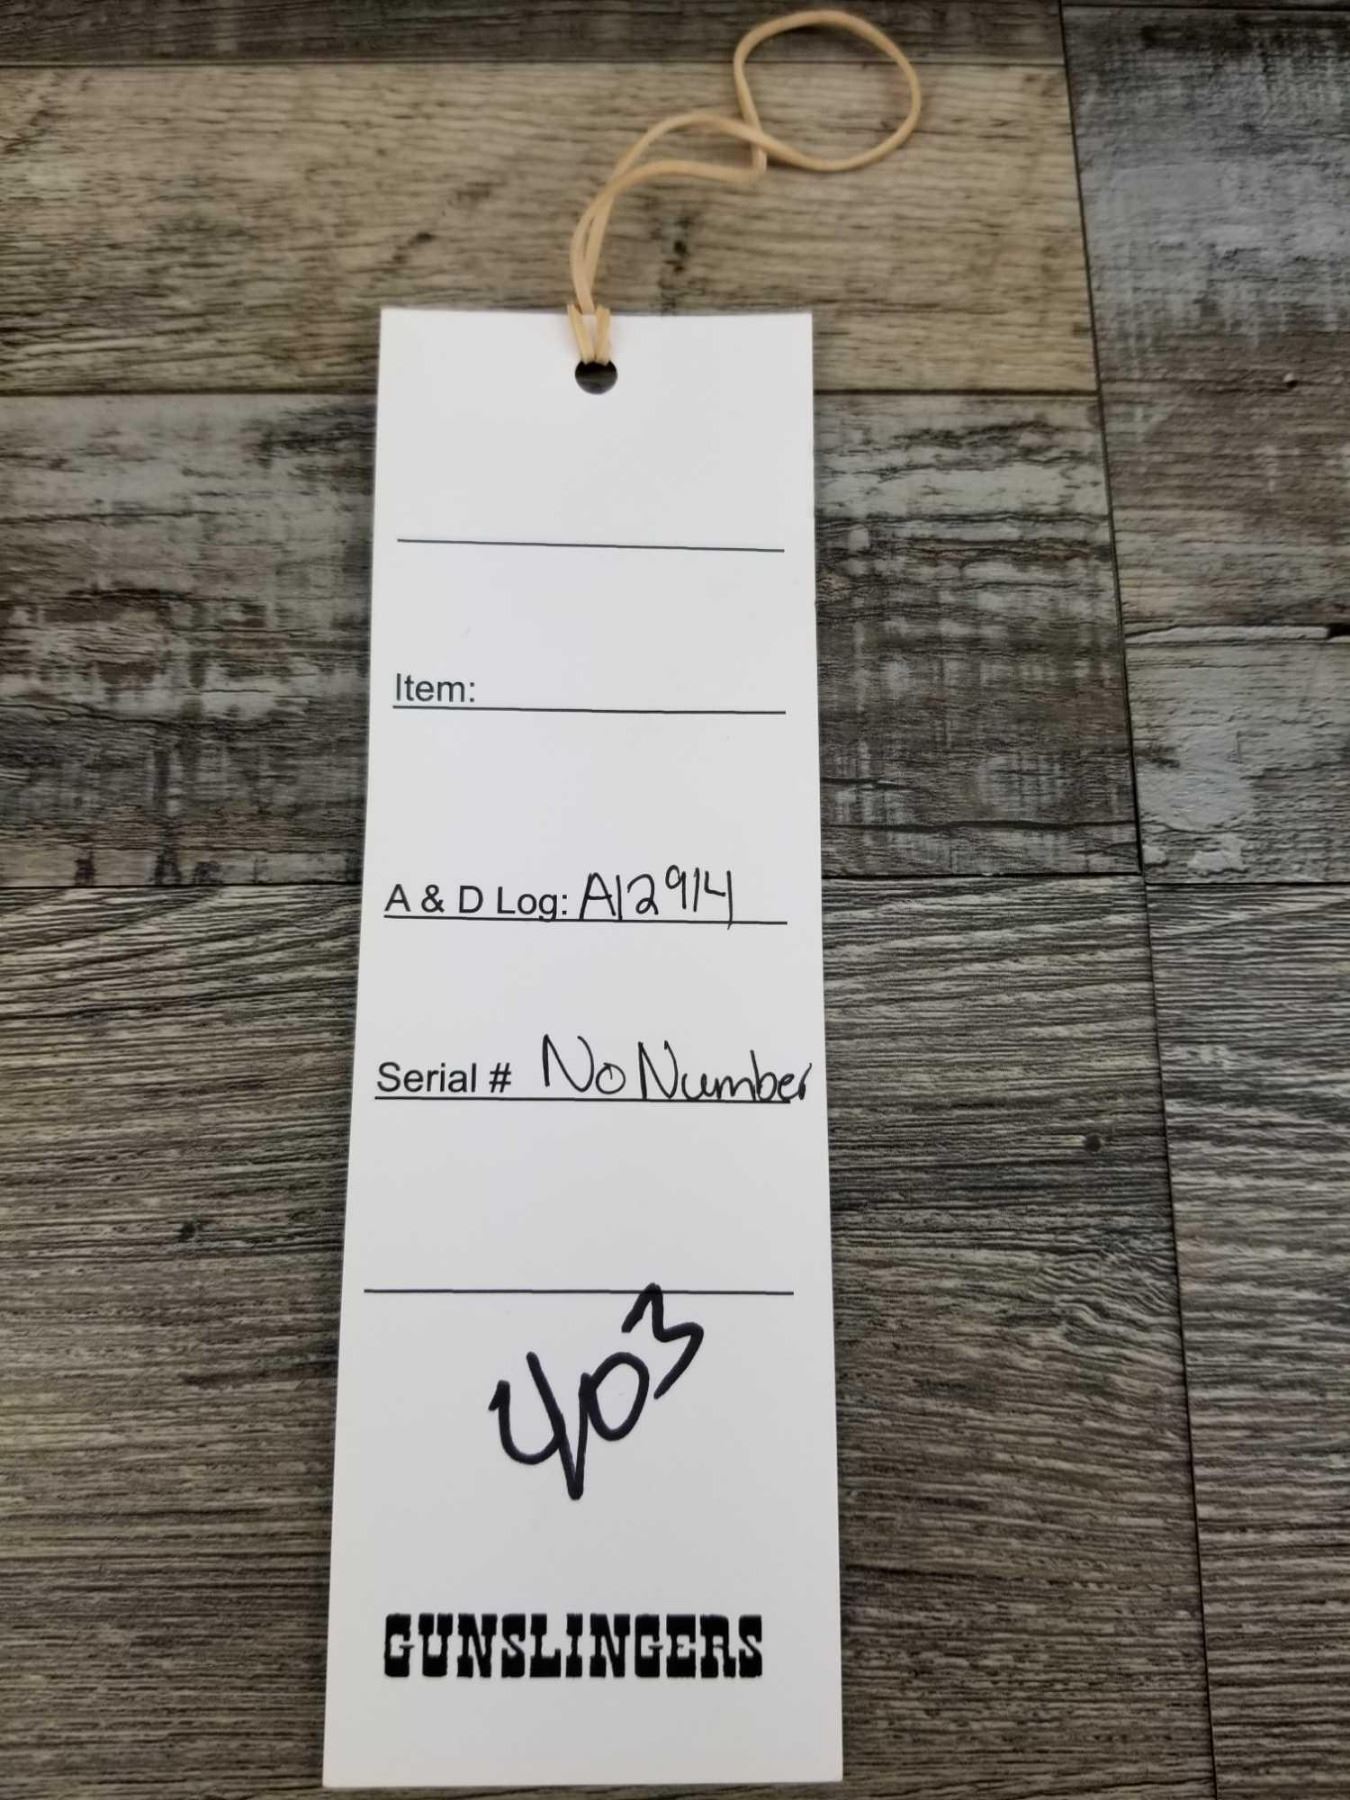 Item:
A & D Log: A12914
Serial # No Number
403
GUNSLINGERS